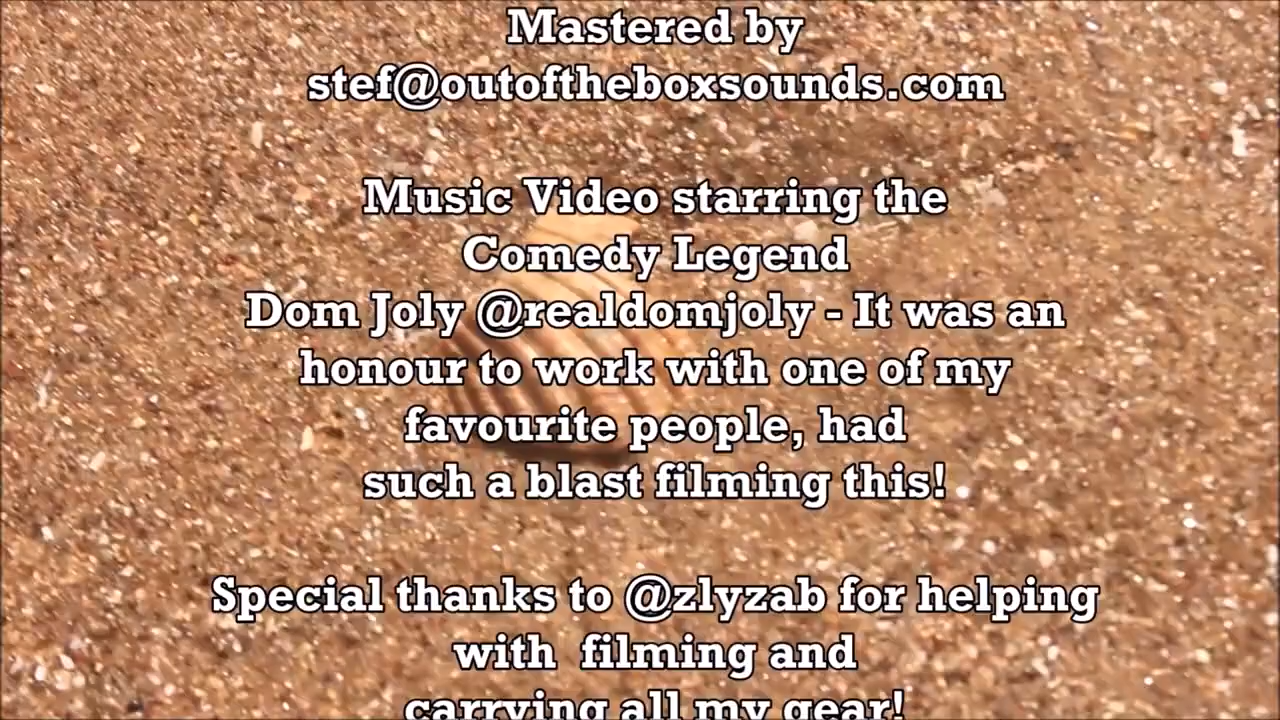 Mastered by
stef@outoftheboxsounds.com
Music Video starring the
Comedy Legend
Dom Joly @realdomjoly - It was an
honour to work with one of my
favourite people, had
such a blast filming this!
Special thanks to @zlyzab for helping
with  filming and
carrying all my gear!